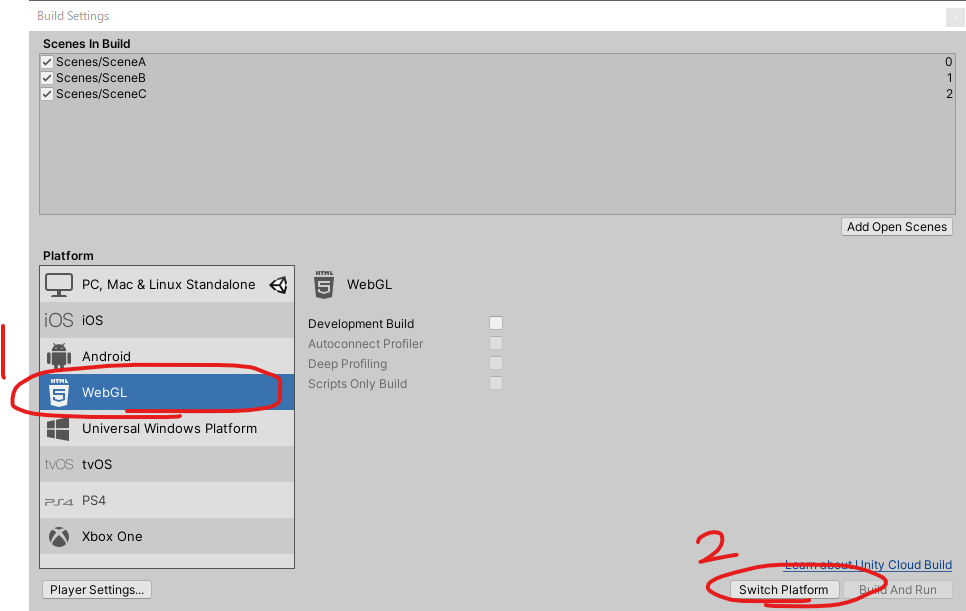 Build Settings
Scenes In Build
Scenes/SceneA 0
Scenes/SceneB 1
Scenes/SceneC 2
Add Open Scenes
Platform
PC, Mac & Linux Standalone
iOS iOS
Android
HTML 5 WebGL
Universal Windows Platform
tvOS tvOS
PS4 PS4
Xbox One
HTML 5 WebGL
Development Build
Autoconnect Profiler
Deep Profiling
Scripts Only Build
1
2
Learn about Unity Cloud Build
Player Settings...
Switch Platform
Build And Run